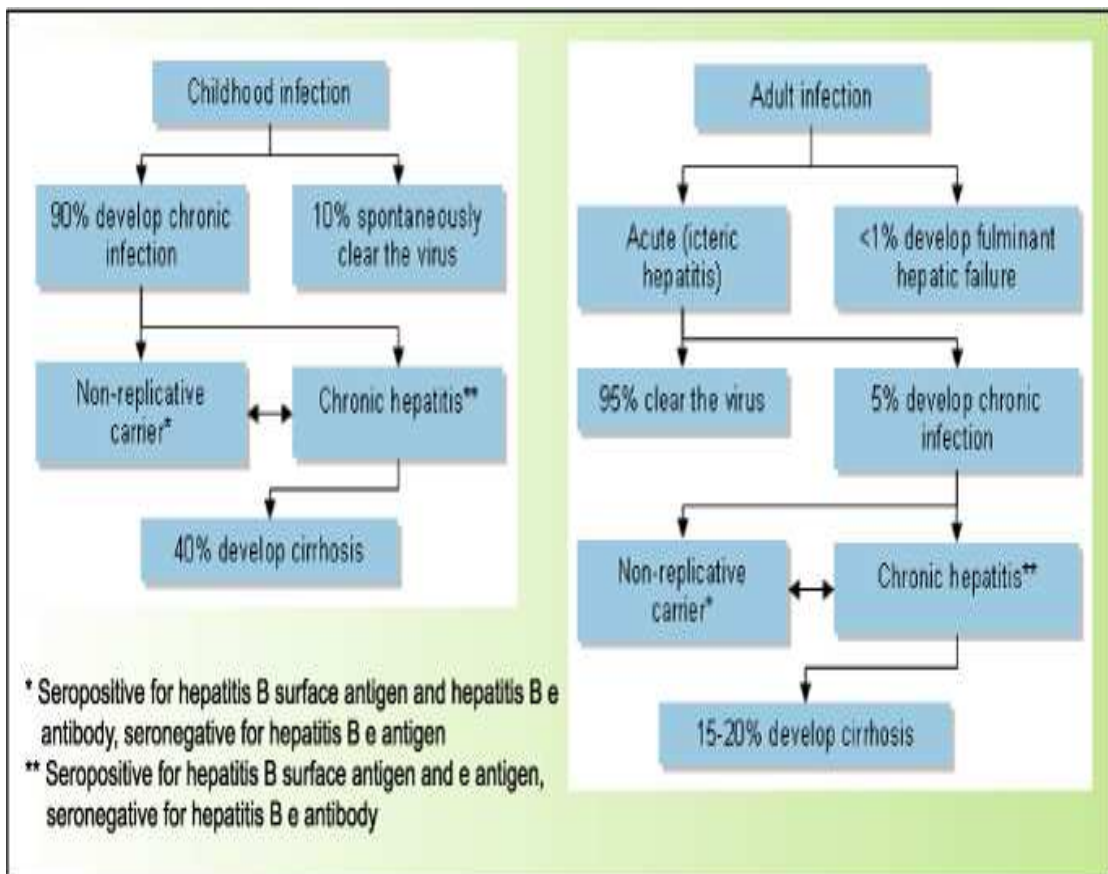 Childhood infection
90% develop chronic
infection
10% spontaneously
clear the virus
Non-replicative
carrier*
Chronic hepatitis**
40% develop cirrhosis
Adult infection
Acute (icteric
hepatitis)
<1% develop fulminant
hepatic failure
95% clear the virus
5% develop chronic
infection
Non-replicative
carrier*
Chronic hepatitis**
15-20% develop cirrhosis
* Seropositive for hepatitis B surface antigen and hepatitis B e
antibody, seronegative for hepatitis B e antigen
** Seropositive for hepatitis B surface antigen and e antigen,
seronegative for hepatitis B e antibody